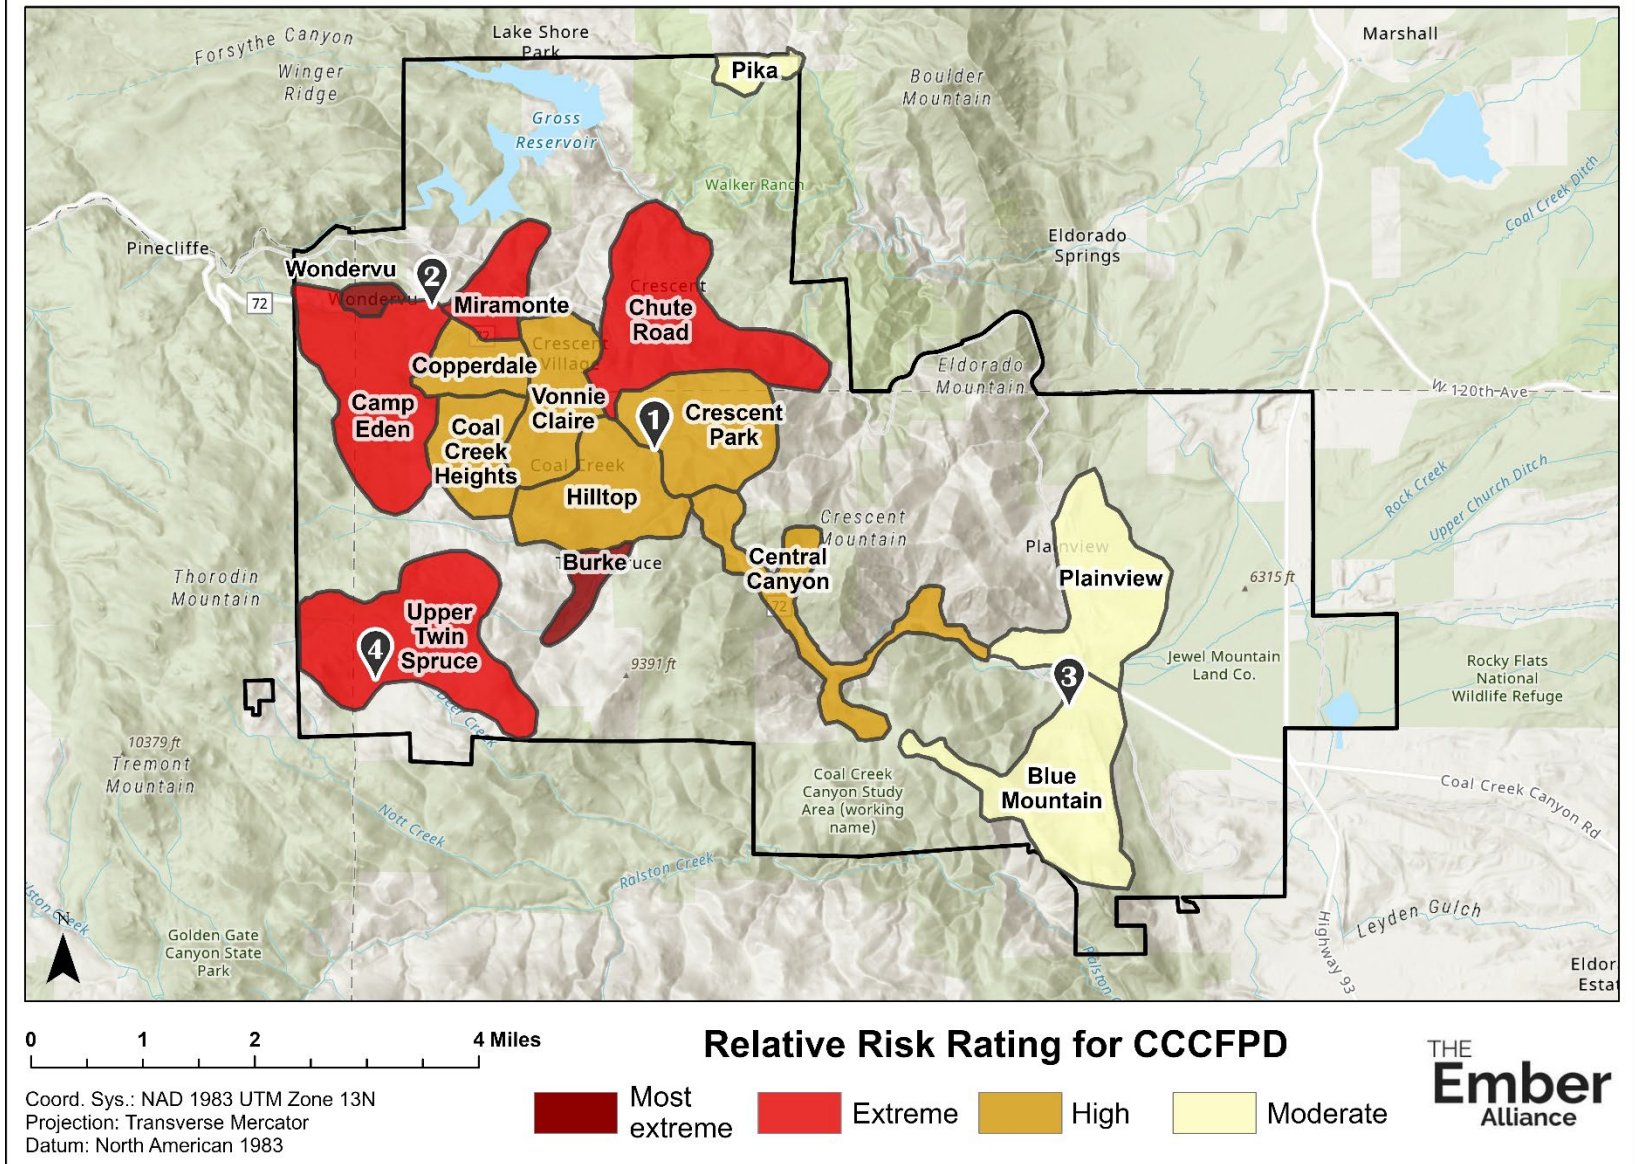 Lake Shore
Park
Marshall
Forsythe Canyon
Winger
Ridge
Pika
Boulder
Mountain
Gross
Reservoir
Walker Ranch
Coal Creek Ditch
Pinecliffe
Eldorado
Springs
Wondervu
2
Wondervu
72
Miramonte
72
Crescent
Chute
Road
Crescent
Village
Copperdale
Eldorado
Mountain
W 120th Ave
Camp
Eden
Vonnie
Claire
1
Crescent
Park
Coal
Creek
Heights
Coal Creek
Hilltop
Rock Creek
Upper Church Ditch
Crescent
Mountain
Plainview
Burke
Central
Canyon
72
Plainview
6315 ft
Thorodin
Mountain
Upper
Twin
Spruce
4
9391 ft
3
Jewel Mountain
Land Co.
Rocky Flats
National
Wildlife Refuge
Deer Creek
10379 ft
Tremont
Mountain
Coal Creek
Canyon Study
Area (working
name)
Blue
Mountain
Coal Creek Canyon Rd
Nott Creek
Ralston Creek
Leyden Gulch
Highway 93
Golden Gate
Canyon State
Park
N
0 1 2 4 Miles
Relative Risk Rating for CCCFPD
Coord. Sys.: NAD 1983 UTM Zone 13N
Projection: Transverse Mercator
Datum: North American 1983
Most
extreme
Extreme
High
Moderate
THE
Ember
Alliance